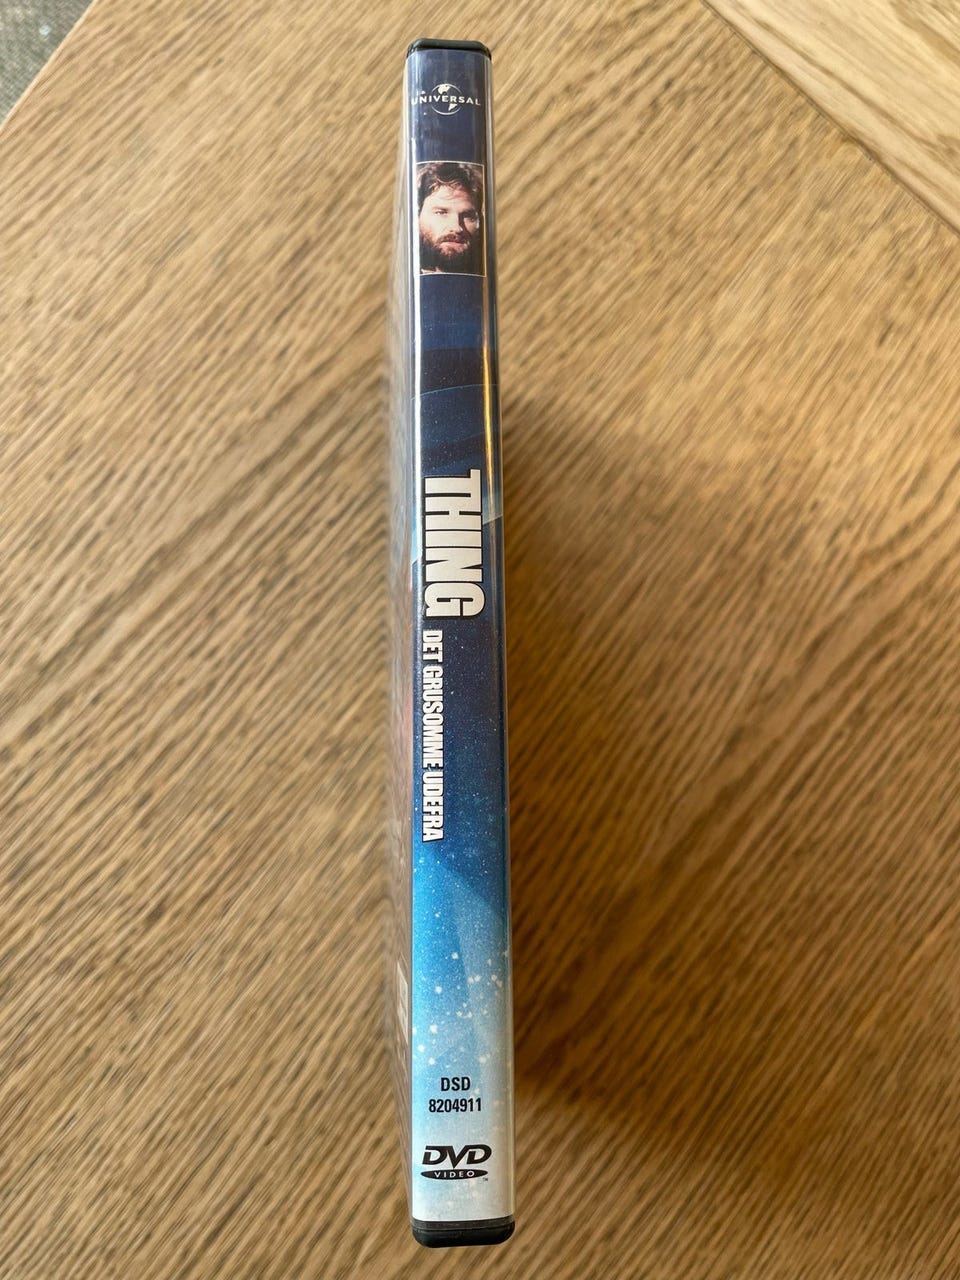 UNIVERSAL
THING
DET GRUSOMME UDEFRA
DSD
8204911
DVD
VIDEO